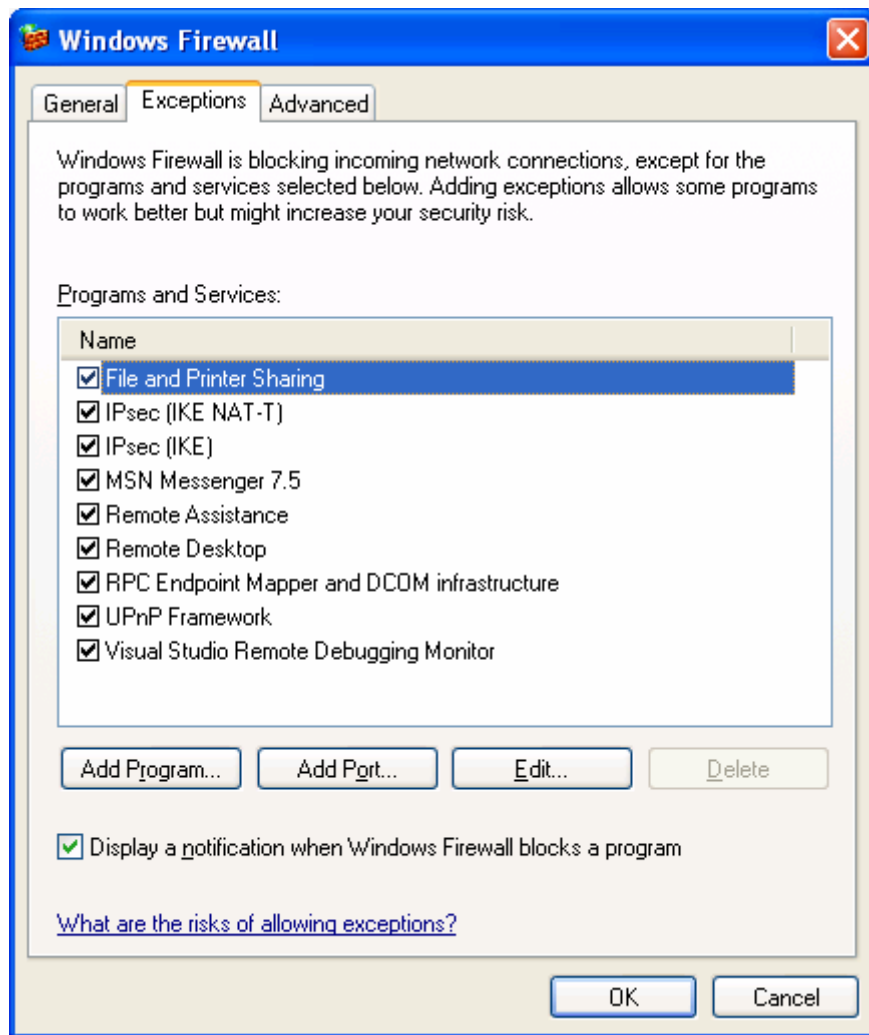 Windows Firewall
General Exceptions Advanced
Windows Firewall is blocking incoming network connections, except for the
programs and services selected below. Adding exceptions allows some programs
to work better but might increase your security risk.
Programs and Services:
Name
File and Printer Sharing
IPsec (IKE NAT-T)
IPsec (IKE)
MSN Messenger 7.5
Remote Assistance
Remote Desktop
RPC Endpoint Mapper and DCOM infrastructure
UPnP Framework
Visual Studio Remote Debugging Monitor
Add Program... Add Port... Edit... Delete
Display a notification when Windows Firewall blocks a program
What are the risks of allowing exceptions?
OK Cancel